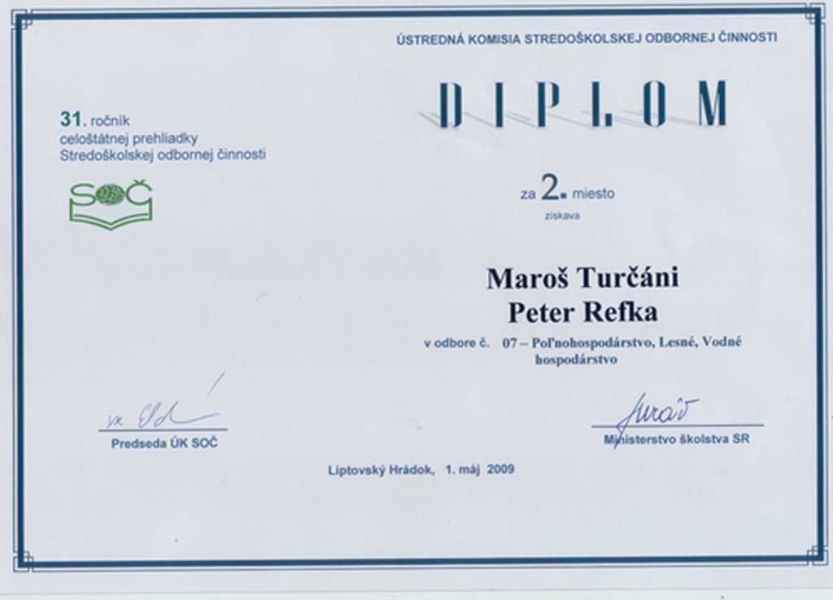 ÚSTREDNÁ KOMISIA STREDOŠKOLSKEJ ODBORNEJ ČINNOSTI
DIPLOM
31. ročník
celoštátnej prehliadky
Stredoškolskej odbornej činnosti
SOČ
za 2. miesto
získava
Maroš Turčáni
Peter Refka
v odbore č. 07 – Poľnohospodárstvo, Lesné, Vodné
hospodárstvo
Predseda ÚK SOČ
Ministerstvo školstva SR
Liptovský Hrádok, 1. máj 2009